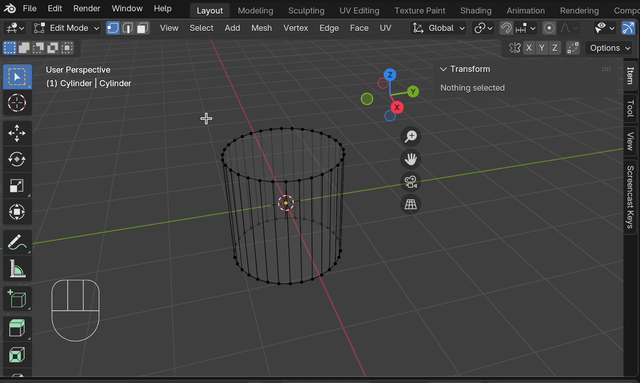 File Edit Render Window Help Layout Modeling Sculpting UV Editing Texture Paint Shading Animation Rendering Comp
Edit Mode View Select Add Mesh Vertex Edge Face UV Global
X Y Z Options
User Perspective
(1) Cylinder | Cylinder
Z
Y
X
Transform
Nothing selected
Item
Tool
View
Screencast Keys